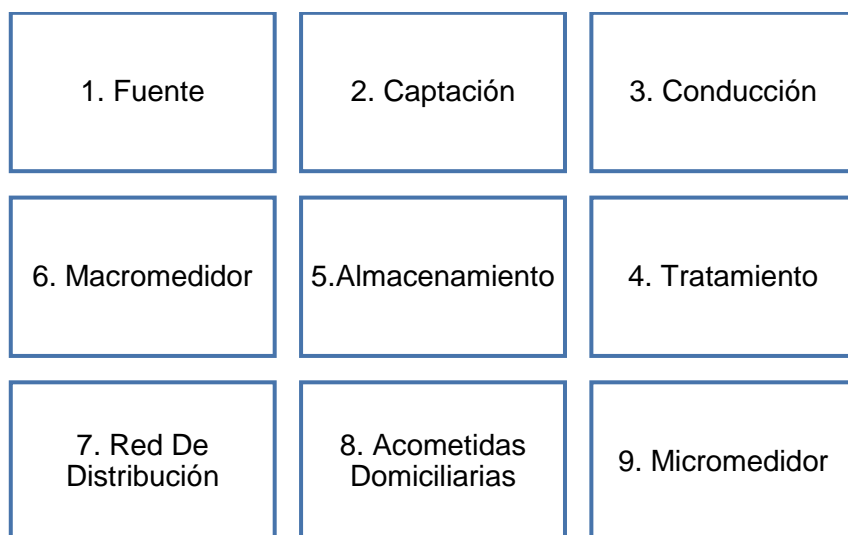 1. Fuente
2. Captación
3. Conducción
6. Macromedidor
5.Almacenamiento
4. Tratamiento
7. Red De
Distribución
8. Acometidas
Domiciliarias
9. Micromedidor